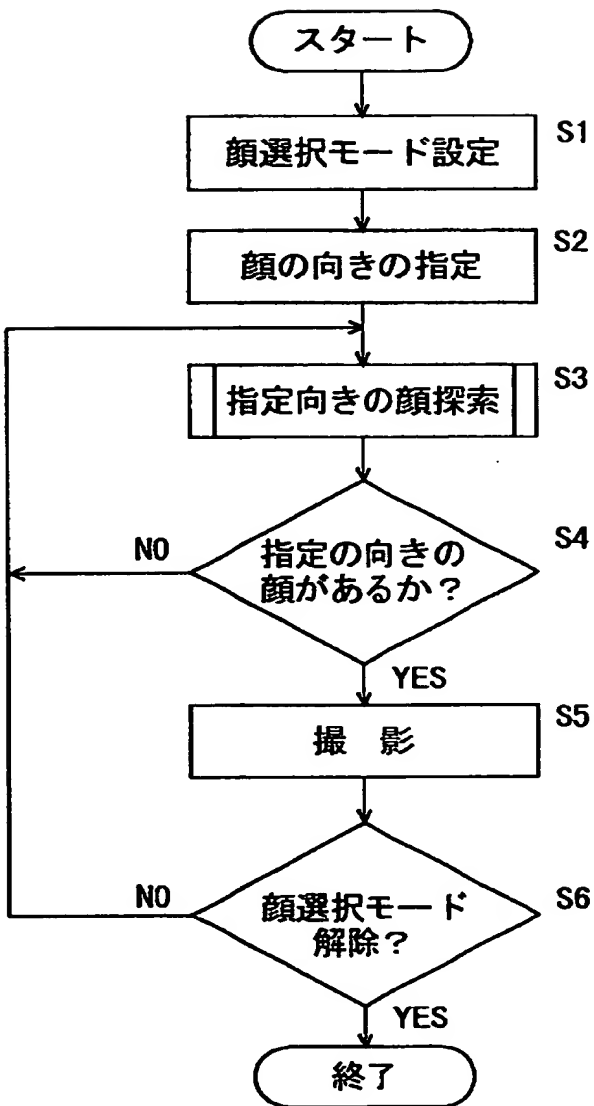 スタート
顔選択モード設定
S1
顔の向きの指定
S2
指定向きの顔探索
S3
指定の向きの
顔があるか？
S4
NO
YES
撮 影
S5
顔選択モード
解除？
S6
NO
YES
終了